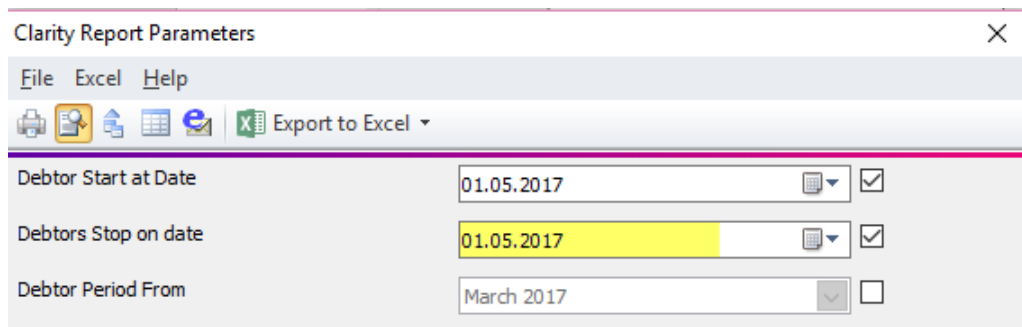 Clarity Report Parameters
File Excel Help
Export to Excel
Debtor Start at Date 01.05.2017
Debtors Stop on date 01.05.2017
Debtor Period From March 2017